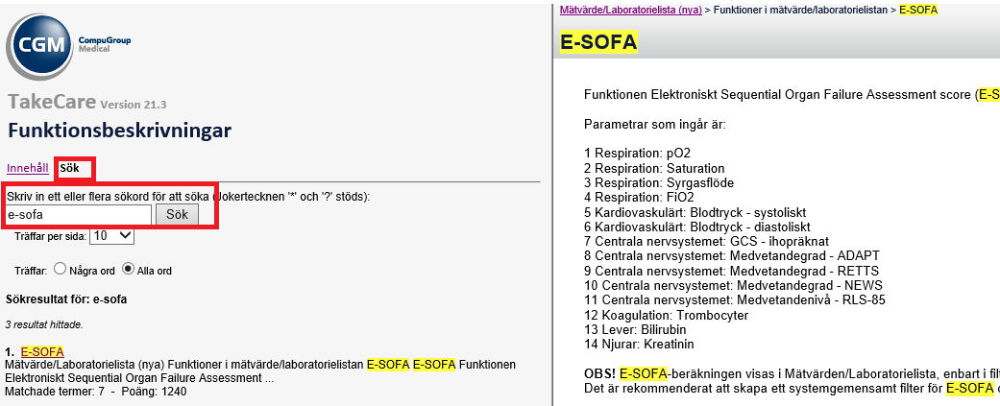 CGM CompuGroup
Medical
TakeCare Version 21.3
Funktionsbeskrivningar
Innehåll Sök
Skriv in ett eller flera sökord för att söka (Jokertecknen '*' och '?' stöds):
e-sofa Sök
Träffar per sida: 10
Träffar: Några ord Alla ord
Sökresultat för: e-sofa
3 resultat hittade.
1. E-SOFA
Mätvärde/Laboratorielista (nya) Funktioner i mätvärde/laboratorielistan E-SOFA E-SOFA Funktionen
Elektroniskt Sequential Organ Failure Assessment ...
Matchade termer: 7 - Poäng: 1240
Mätvärde/Laboratorielista (nya) > Funktioner i mätvärde/laboratorielistan > E-SOFA
E-SOFA
Funktionen Elektroniskt Sequential Organ Failure Assessment score (E-S
Parametrar som ingår är:
1 Respiration: pO2
2 Respiration: Saturation
3 Respiration: Syrgasflöde
4 Respiration: FiO2
5 Kardiovaskulärt: Blodtryck - systoliskt
6 Kardiovaskulärt: Blodtryck - diastoliskt
7 Centrala nervsystemet: GCS - ihopräknat
8 Centrala nervsystemet: Medvetandegrad - ADAPT
9 Centrala nervsystemet: Medvetandegrad - RETTS
10 Centrala nervsystemet: Medvetandegrad - NEWS
11 Centrala nervsystemet: Medvetandenivå - RLS-85
12 Koagulation: Trombocyter
13 Lever: Bilirubin
14 Njurar: Kreatinin
OBS! E-SOFA-beräkningen visas i Mätvärden/Laboratorielista, enbart i filt
Det är rekommenderat att skapa ett systemgemensamt filter för E-SOFA